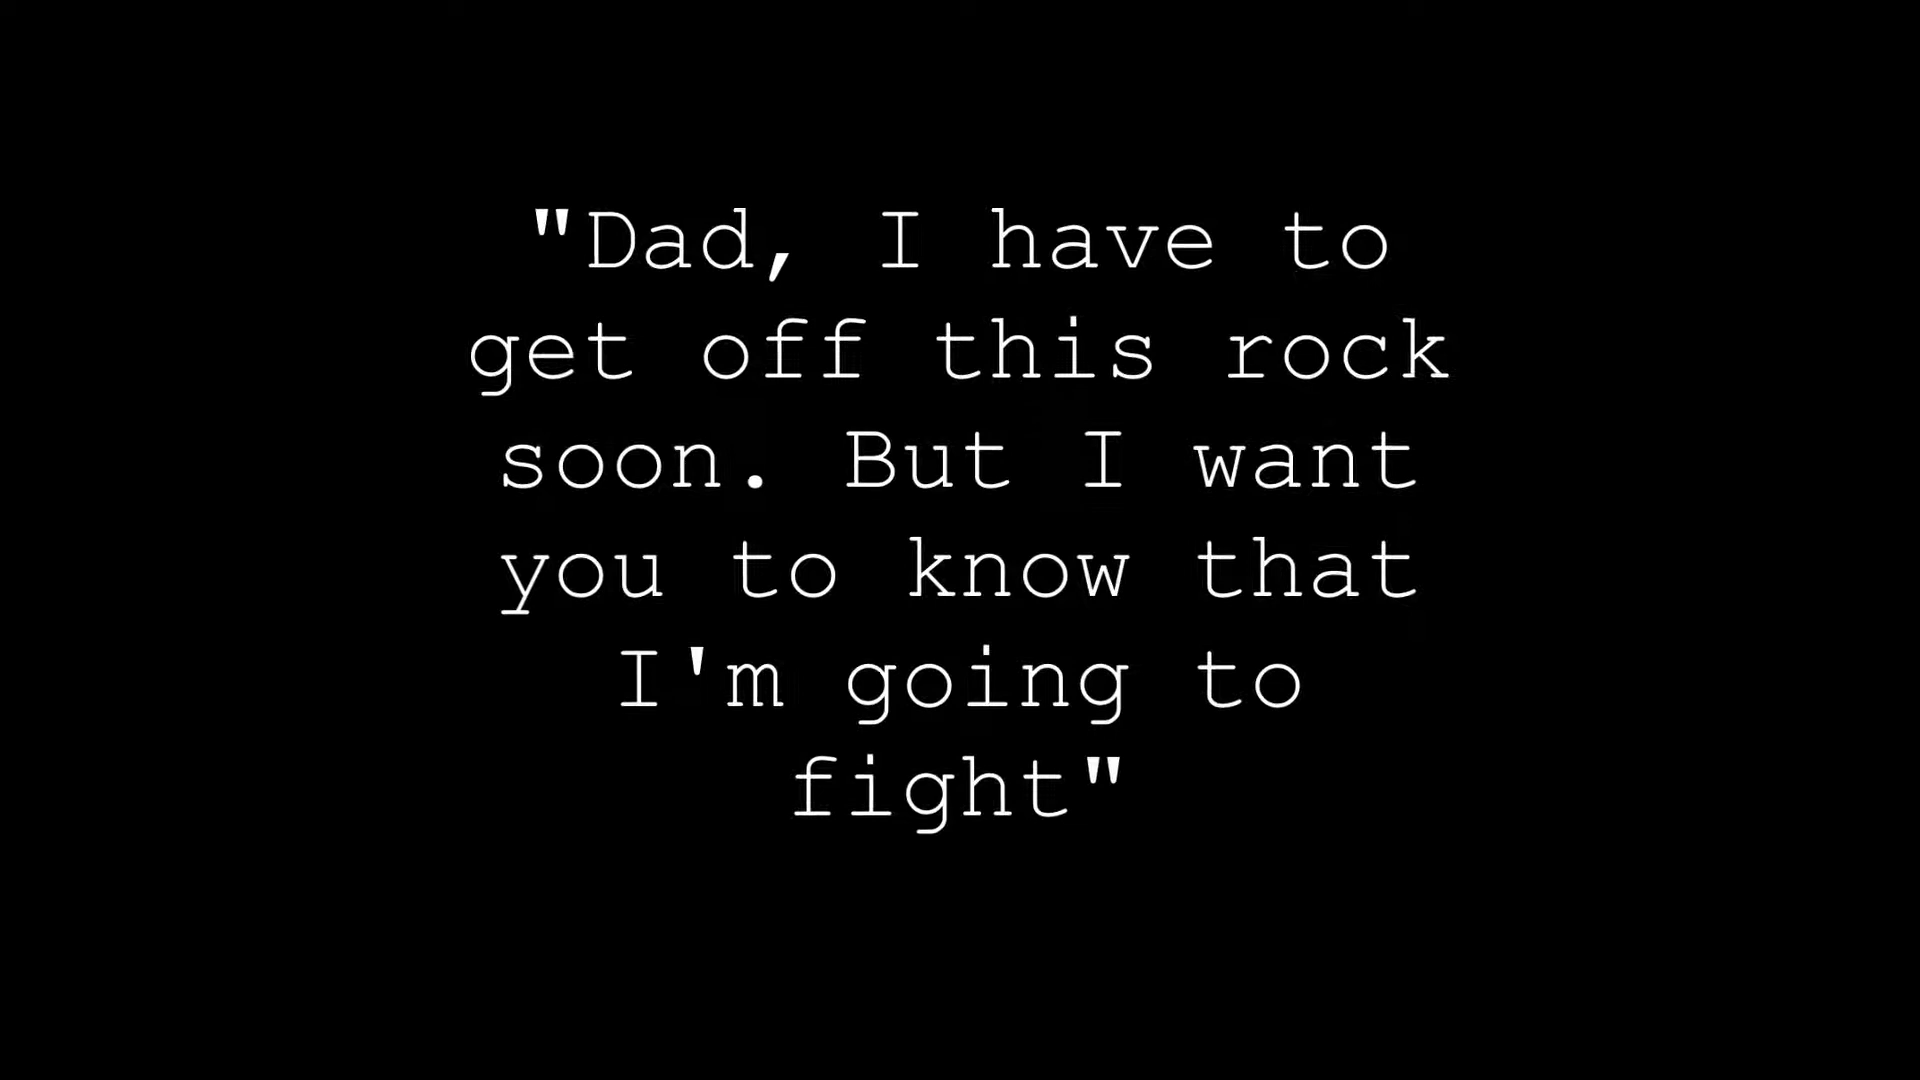 "Dad, I have to
get off this rock
soon. But I want
you to know that
I'm going to
fight"